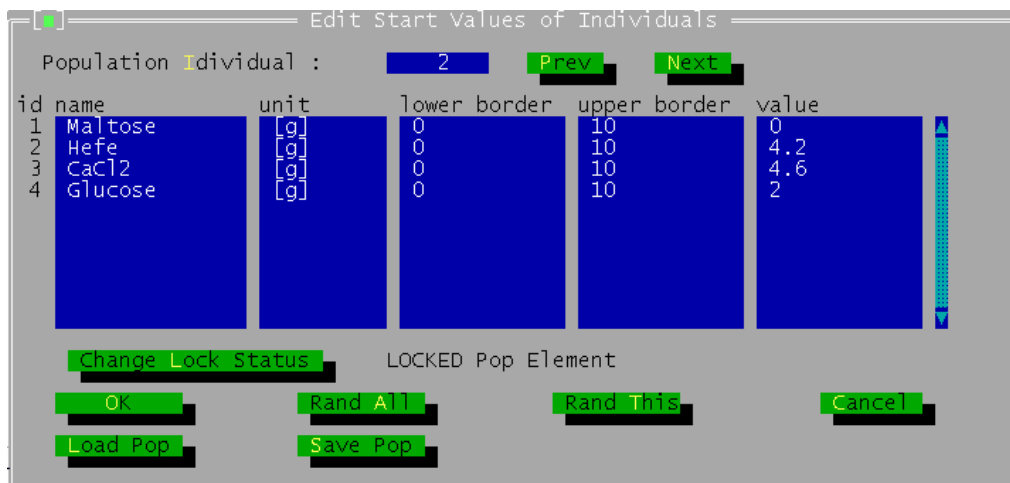 Edit Start Values of Individuals
Population Idividual : 2 Prev Next
id name unit lower border upper border value
1 Maltose [g] 0 10 0
2 Hefe [g] 0 10 4.2
3 CaCl2 [g] 0 10 4.6
4 Glucose [g] 0 10 2
Change Lock Status LOCKED Pop Element
OK Rand All Rand This Cancel
Load Pop Save Pop